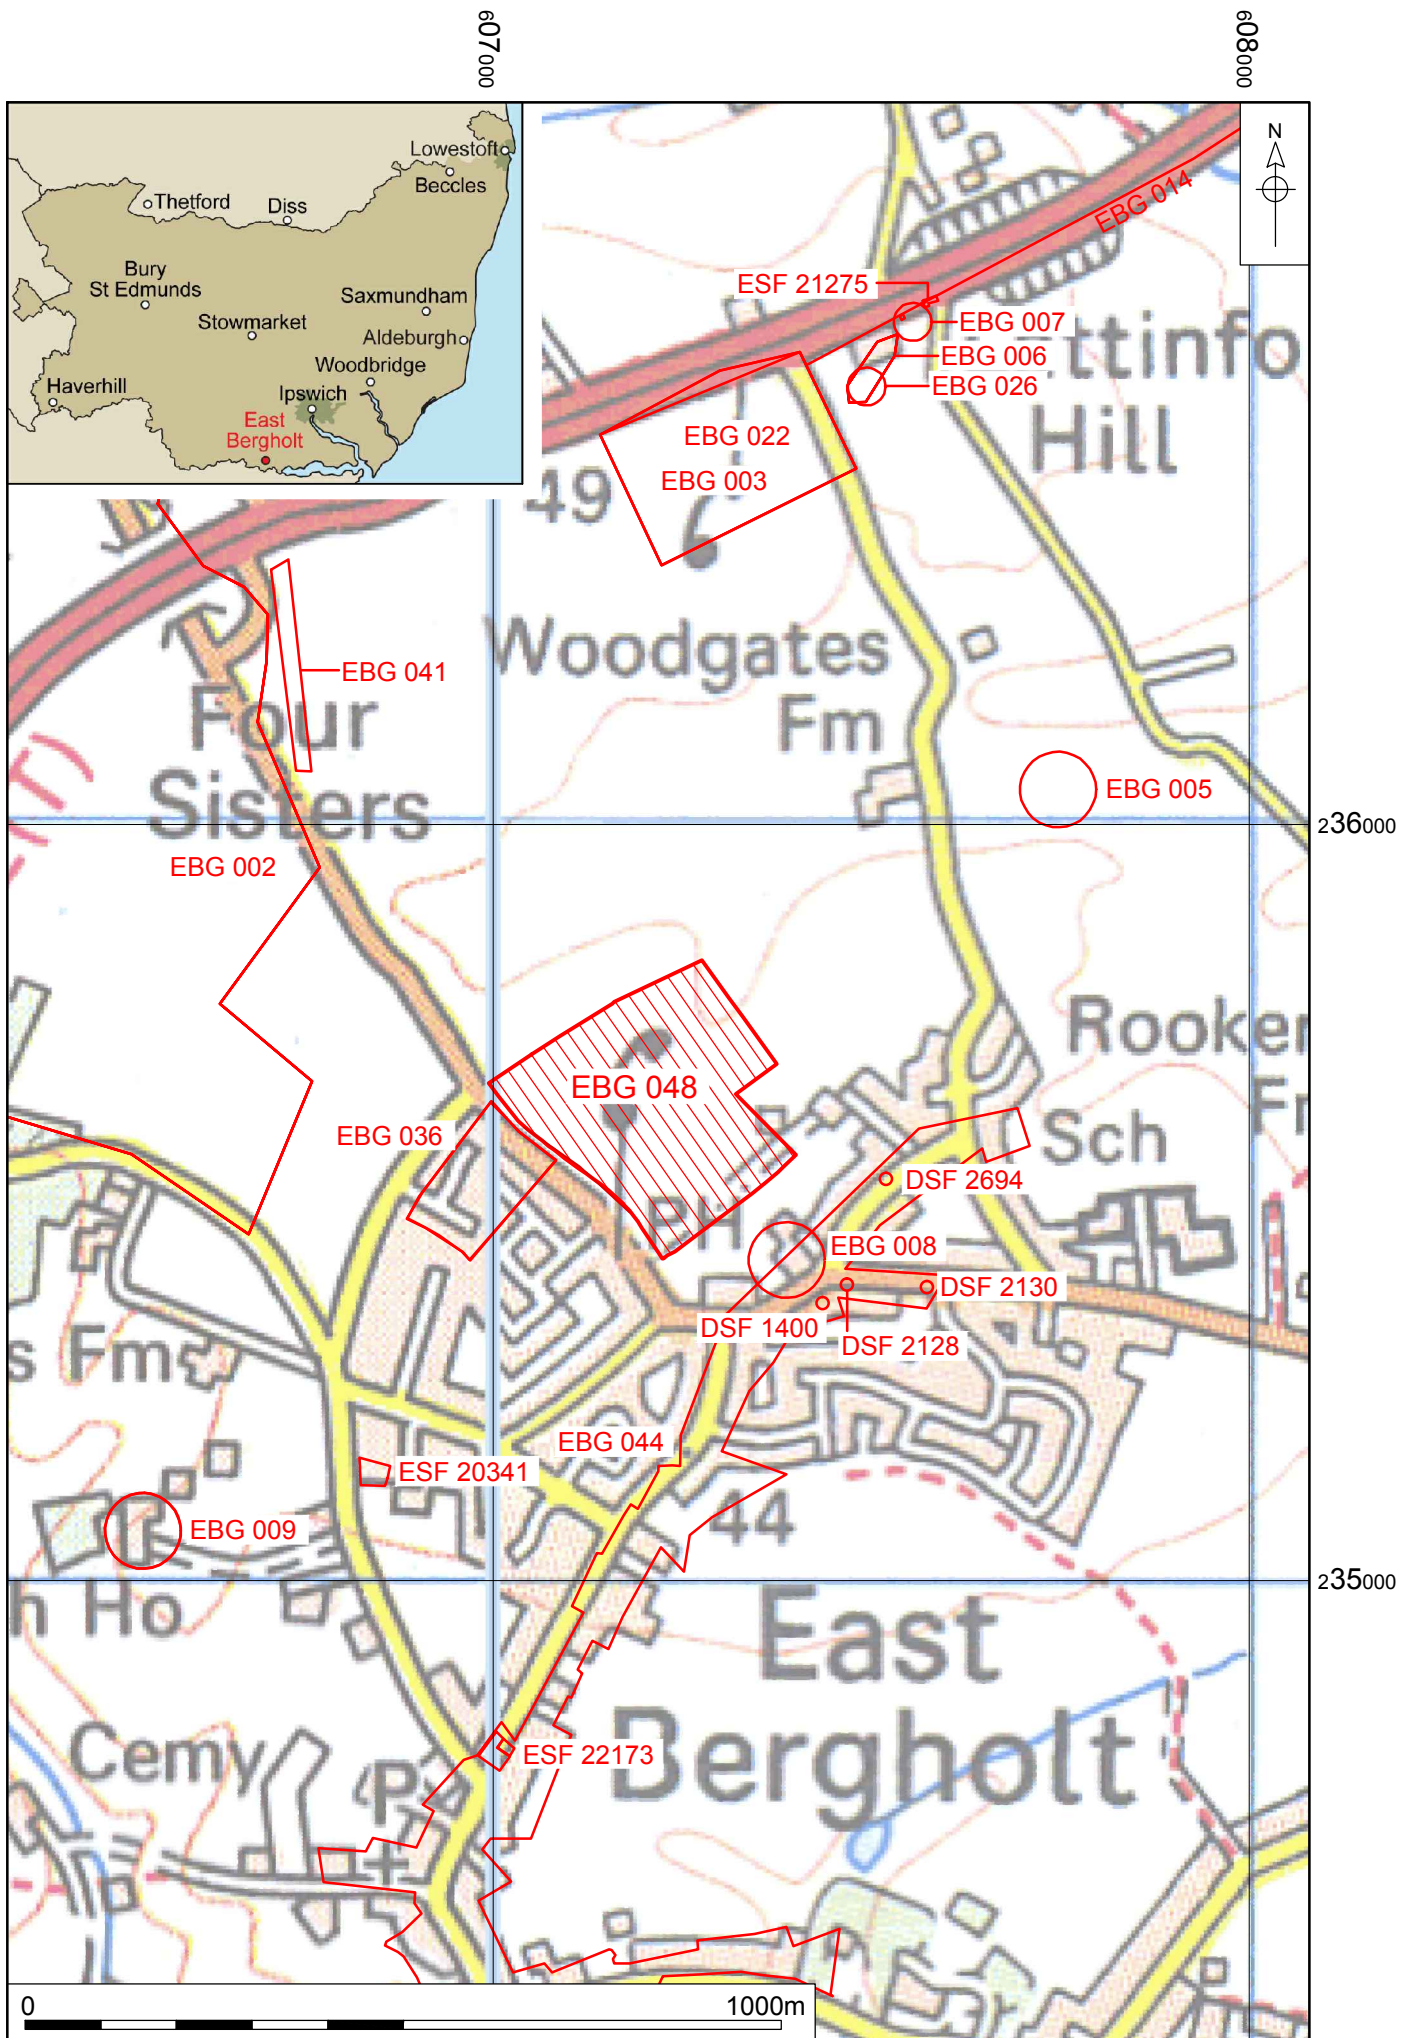 607000
608000
N
Lowestoft
Beccles
Thetford
Diss
Bury
St Edmunds
Saxmundham
Stowmarket
Aldeburgh
Woodbridge
Haverhill
Ipswich
East
Bergholt
EBG 014
ESF 21275
EBG 007
ttinfo
EBG 006
EBG 026
Hill
EBG 022
EBG 003
49
Woodgates
Fm
EBG 041
Four
Sisters
(T)
EBG 005
236000
EBG 002
Rooker
EBG 048
EBG 036
Sch
DSF 2694
PH
EBG 008
DSF 2130
DSF 1400
DSF 2128
s Fm
EBG 044
ESF 20341
44
EBG 009
235000
h Ho
East
Bergholt
ESF 22173
Cemy
P
0
1000m